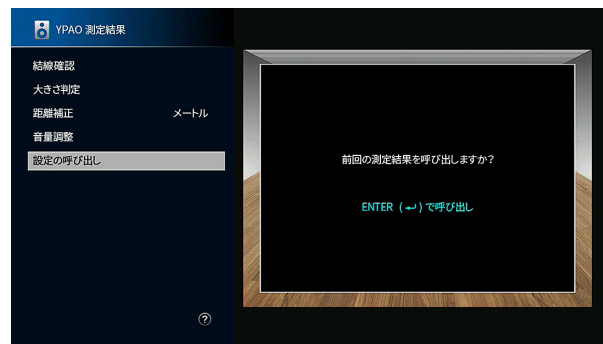 YPAO 測定結果
結線確認
大きさ判定
距離補正 メートル
音量調整
設定の呼び出し
前回の測定結果を呼び出しますか?
ENTER (↵) で呼び出し
?